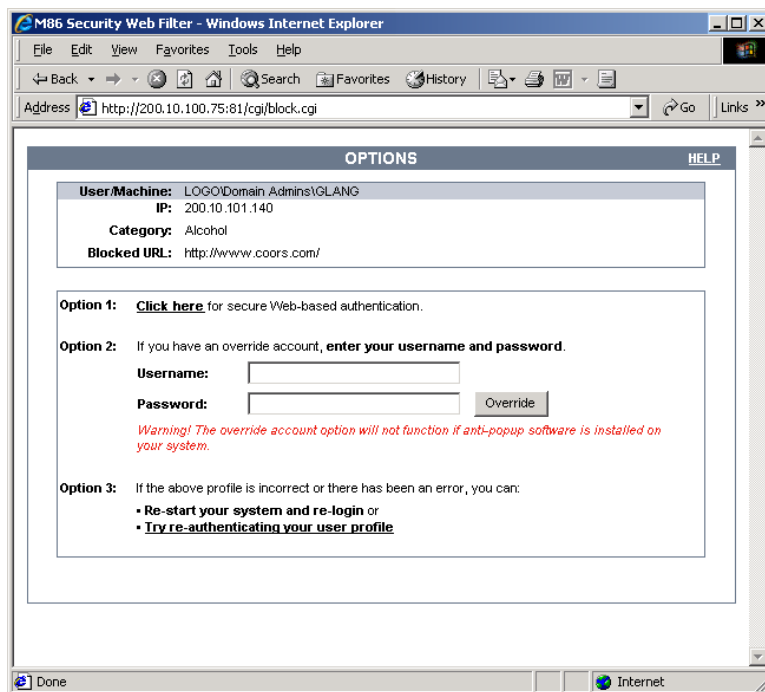 M86 Security Web Filter - Windows Internet Explorer
File Edit View Favorites Tools Help
Back Search Favorites History
Address http://200.10.100.75:81/cgi/block.cgi Go Links »
OPTIONS HELP
User/Machine: LOGO\Domain Admins\GLANG
IP: 200.10.101.140
Category: Alcohol
Blocked URL: http://www.coors.com/
Option 1: Click here for secure Web-based authentication.
Option 2: If you have an override account, enter your username and password.
Username:
Password: Override
Warning! The override account option will not function if anti-popup software is installed on
your system.
Option 3: If the above profile is incorrect or there has been an error, you can:
▪ Re-start your system and re-login or
▪ Try re-authenticating your user profile
Done Internet